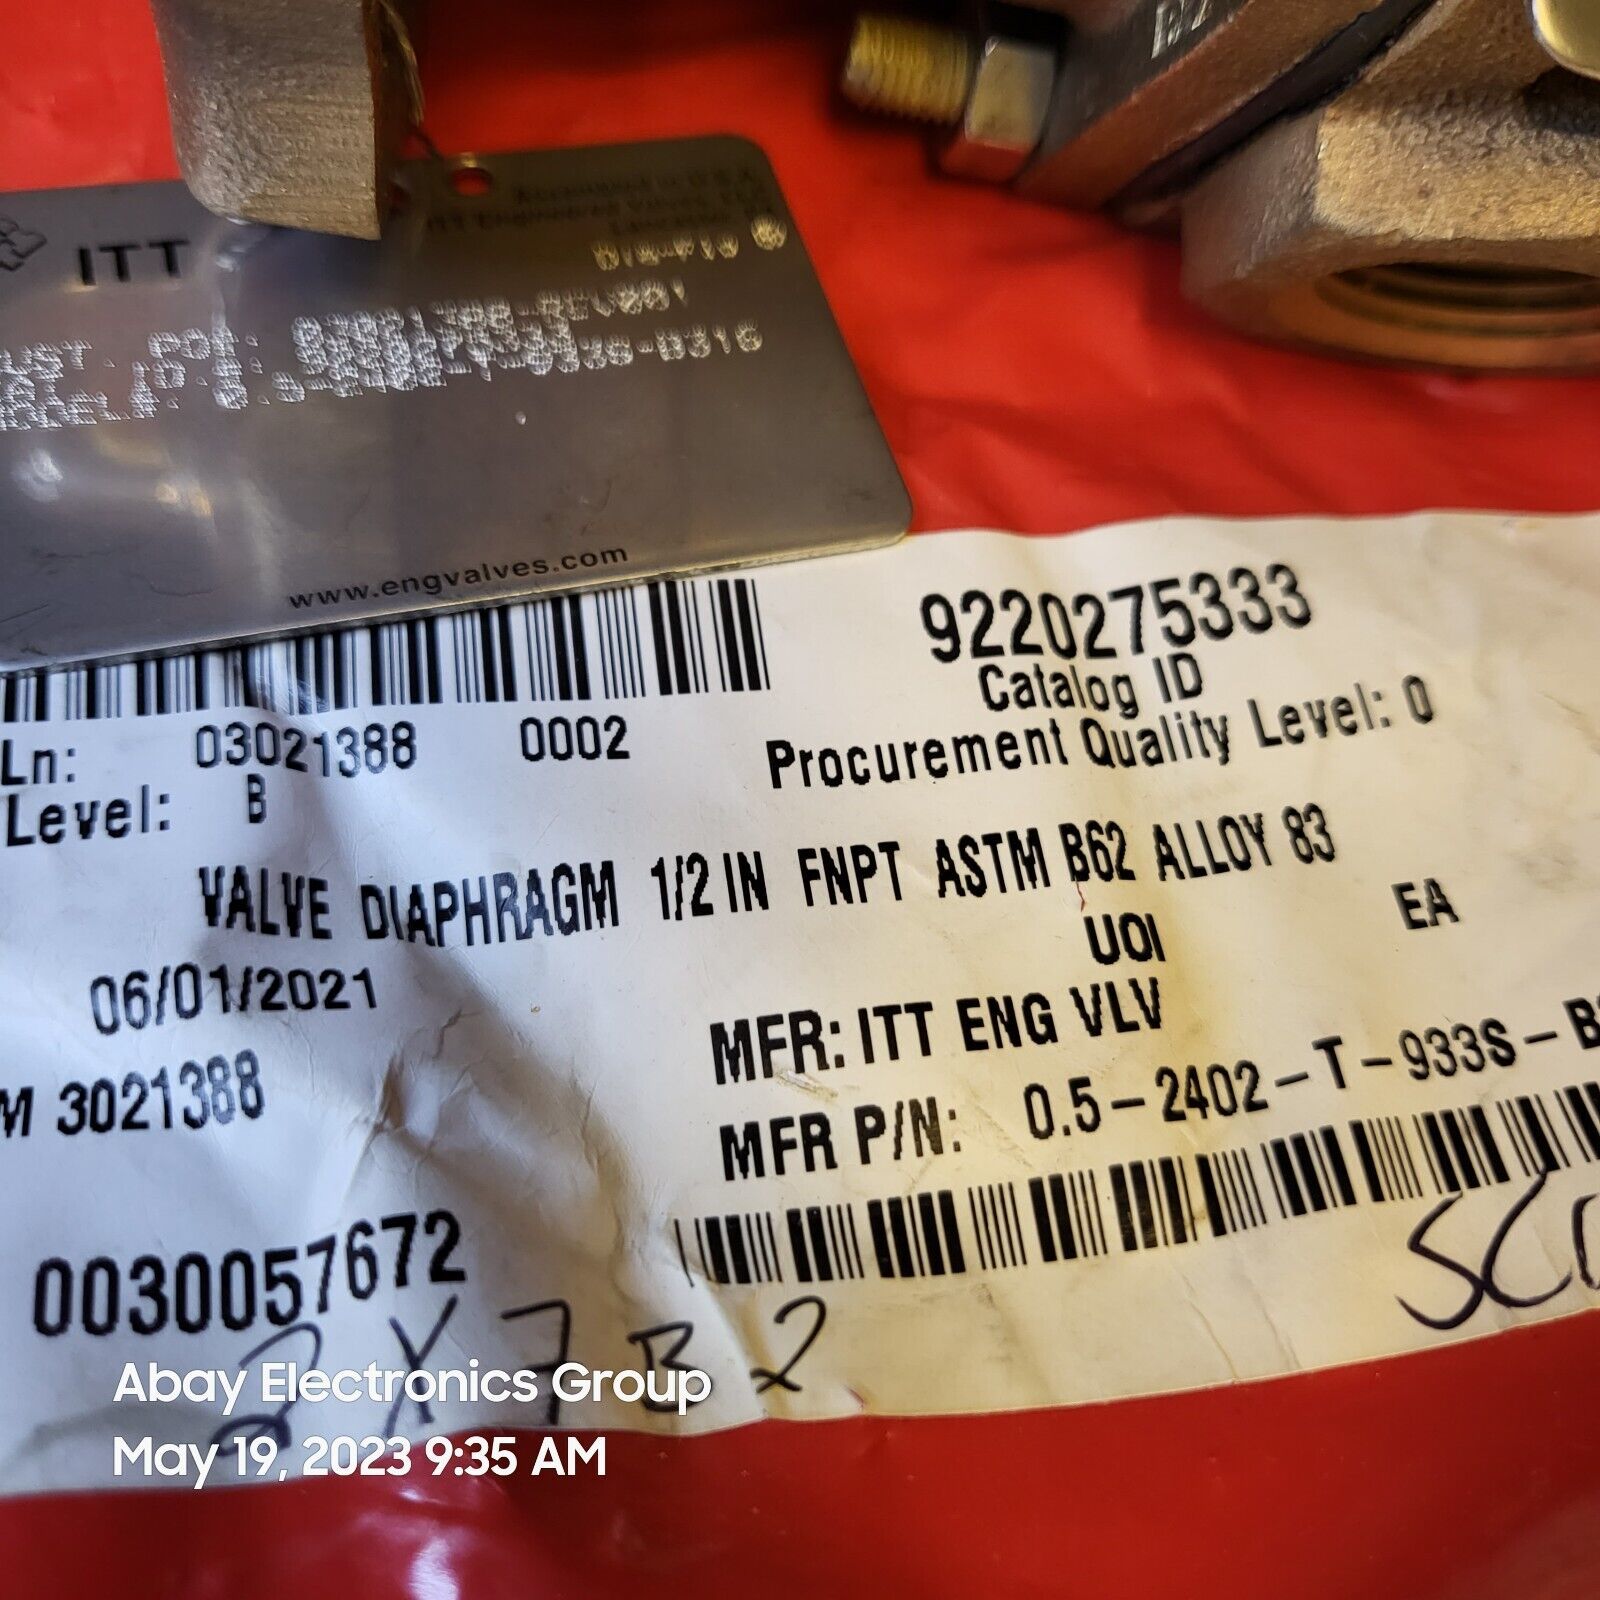 ITT
www.engvalves.com
9220275333
Catalog ID
Ln: 03021388 0002
Procurement Quality Level: 0
Level: B
VALVE DIAPHRAGM 1/2 IN FNPT ASTM B62 ALLOY 83
UOI EA
06/01/2021
MFR: ITT ENG VLV
M 3021388
MFR P/N: 0.5-2402-T-933S-B
0030057672
2X7B2
Abay Electronics Group
May 19, 2023 9:35 AM